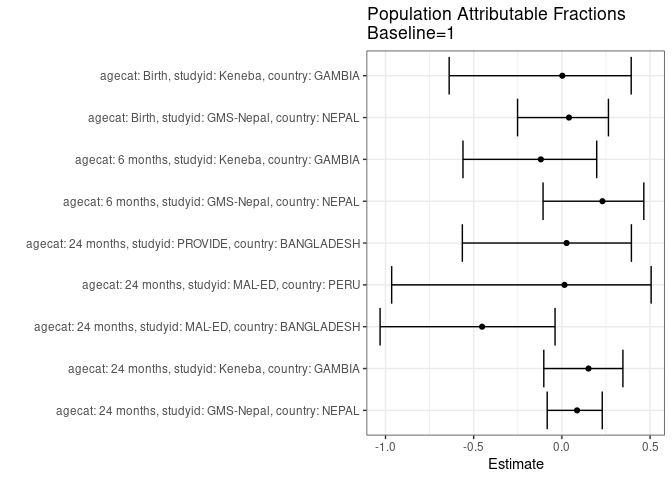 Population Attributable Fractions
Baseline=1
agecat: Birth, studyid: Keneba, country: GAMBIA
agecat: Birth, studyid: GMS-Nepal, country: NEPAL
agecat: 6 months, studyid: Keneba, country: GAMBIA
agecat: 6 months, studyid: GMS-Nepal, country: NEPAL
agecat: 24 months, studyid: PROVIDE, country: BANGLADESH
agecat: 24 months, studyid: MAL-ED, country: PERU
agecat: 24 months, studyid: MAL-ED, country: BANGLADESH
agecat: 24 months, studyid: Keneba, country: GAMBIA
agecat: 24 months, studyid: GMS-Nepal, country: NEPAL
-1.0 -0.5 0.0 0.5
Estimate